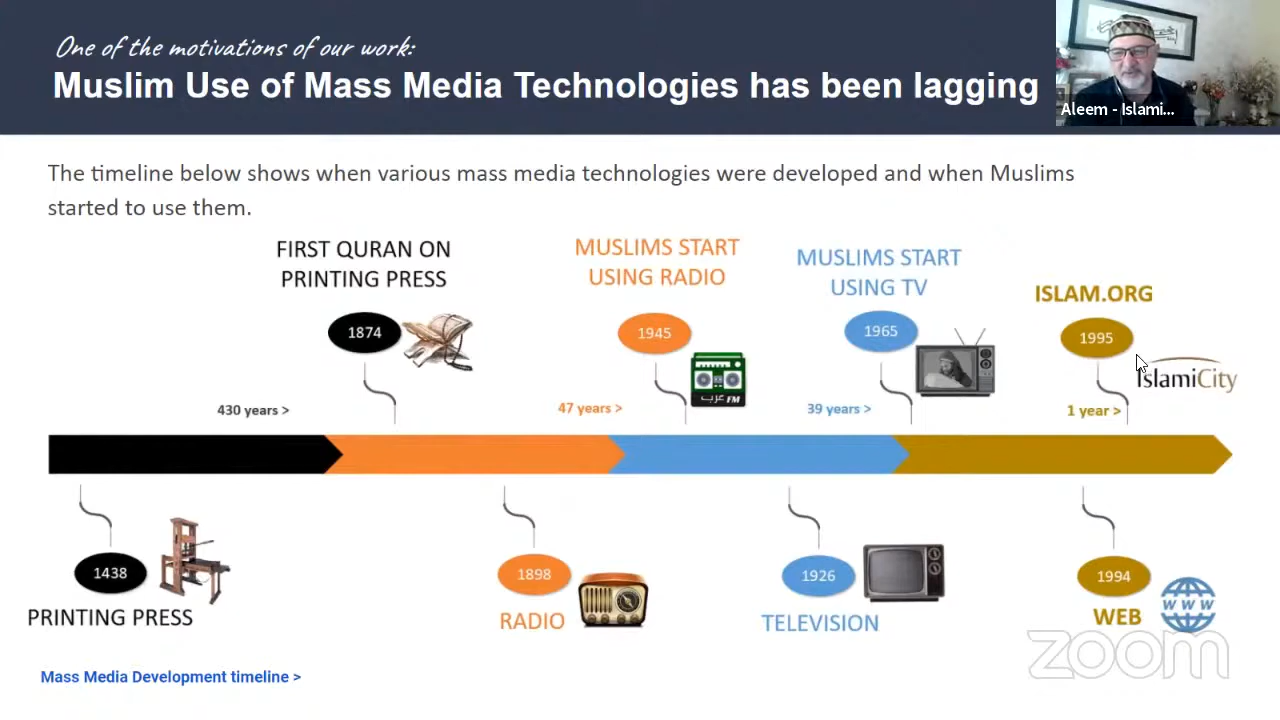 One of the motivations of our work:
Muslim Use of Mass Media Technologies has been lagging
Aleem - Islami...
The timeline below shows when various mass media technologies were developed and when Muslims
started to use them.
FIRST QURAN ON
PRINTING PRESS
1874
MUSLIMS START
USING RADIO
1945
عرب FM
MUSLIMS START
USING TV
1965
ISLAM.ORG
1995
IslamiCity
430 years >
47 years >
39 years >
1 year >
1438
PRINTING PRESS
1898
RADIO
1926
TELEVISION
1994
WEB
WWW
zoom
Mass Media Development timeline >